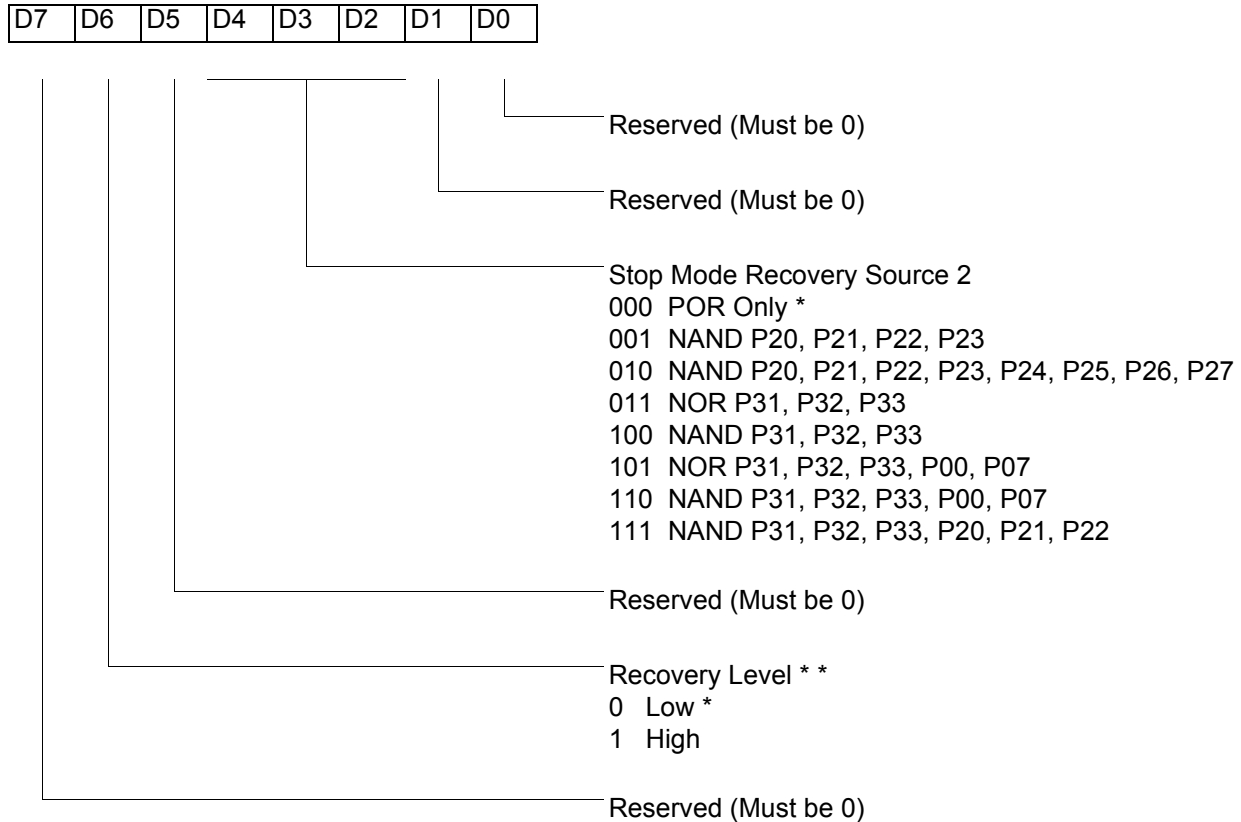 D7 D6 D5 D4 D3 D2 D1 D0
Reserved (Must be 0)
Reserved (Must be 0)
Stop Mode Recovery Source 2
000 POR Only *
001 NAND P20, P21, P22, P23
010 NAND P20, P21, P22, P23, P24, P25, P26, P27
011 NOR P31, P32, P33
100 NAND P31, P32, P33
101 NOR P31, P32, P33, P00, P07
110 NAND P31, P32, P33, P00, P07
111 NAND P31, P32, P33, P20, P21, P22
Reserved (Must be 0)
Recovery Level * *
0 Low *
1 High
Reserved (Must be 0)